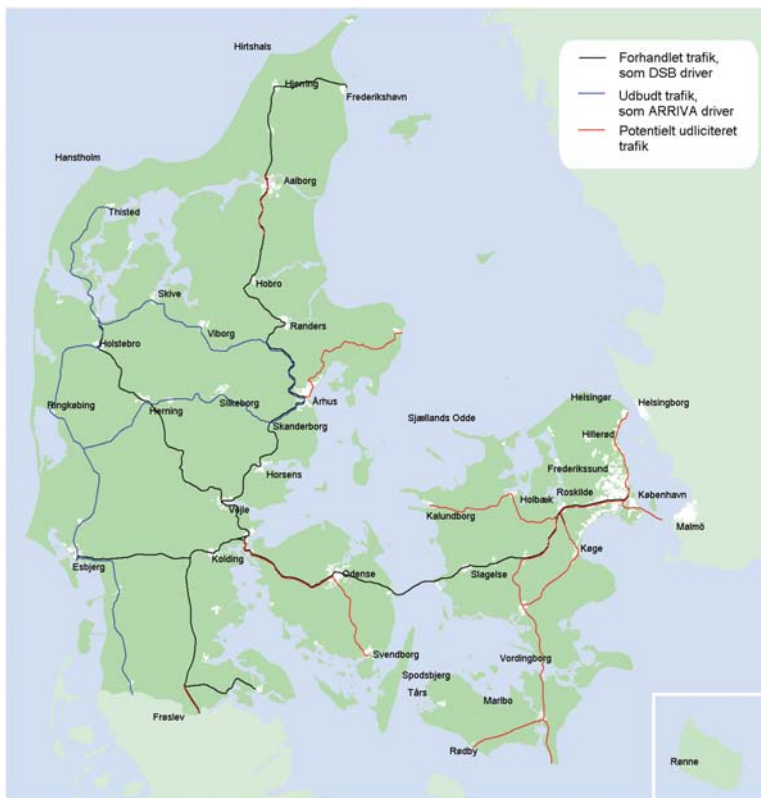 Hirtshals
Forhandlet trafik,
som DSB driver
Hjørring
Frederikshavn
Udbudt trafik,
som ARRIVA driver
Potentielt udliciteret
trafik
Hanstholm
Aalborg
Thisted
Hobro
Skive
Randers
Viborg
Holstebro
Silkeborg
Århus
Ringkøbing
Herning
Skanderborg
Sjællands Odde
Helsingør
Helsingborg
Hillerød
Horsens
Frederikssund
Roskilde
København
Holbæk
Vejle
Kalundborg
Malmö
Esbjerg
Kolding
Odense
Slagelse
Køge
Svendborg
Vordingborg
Spodsbjerg
Tårs
Maribo
Frøslev
Rødby
Rønne